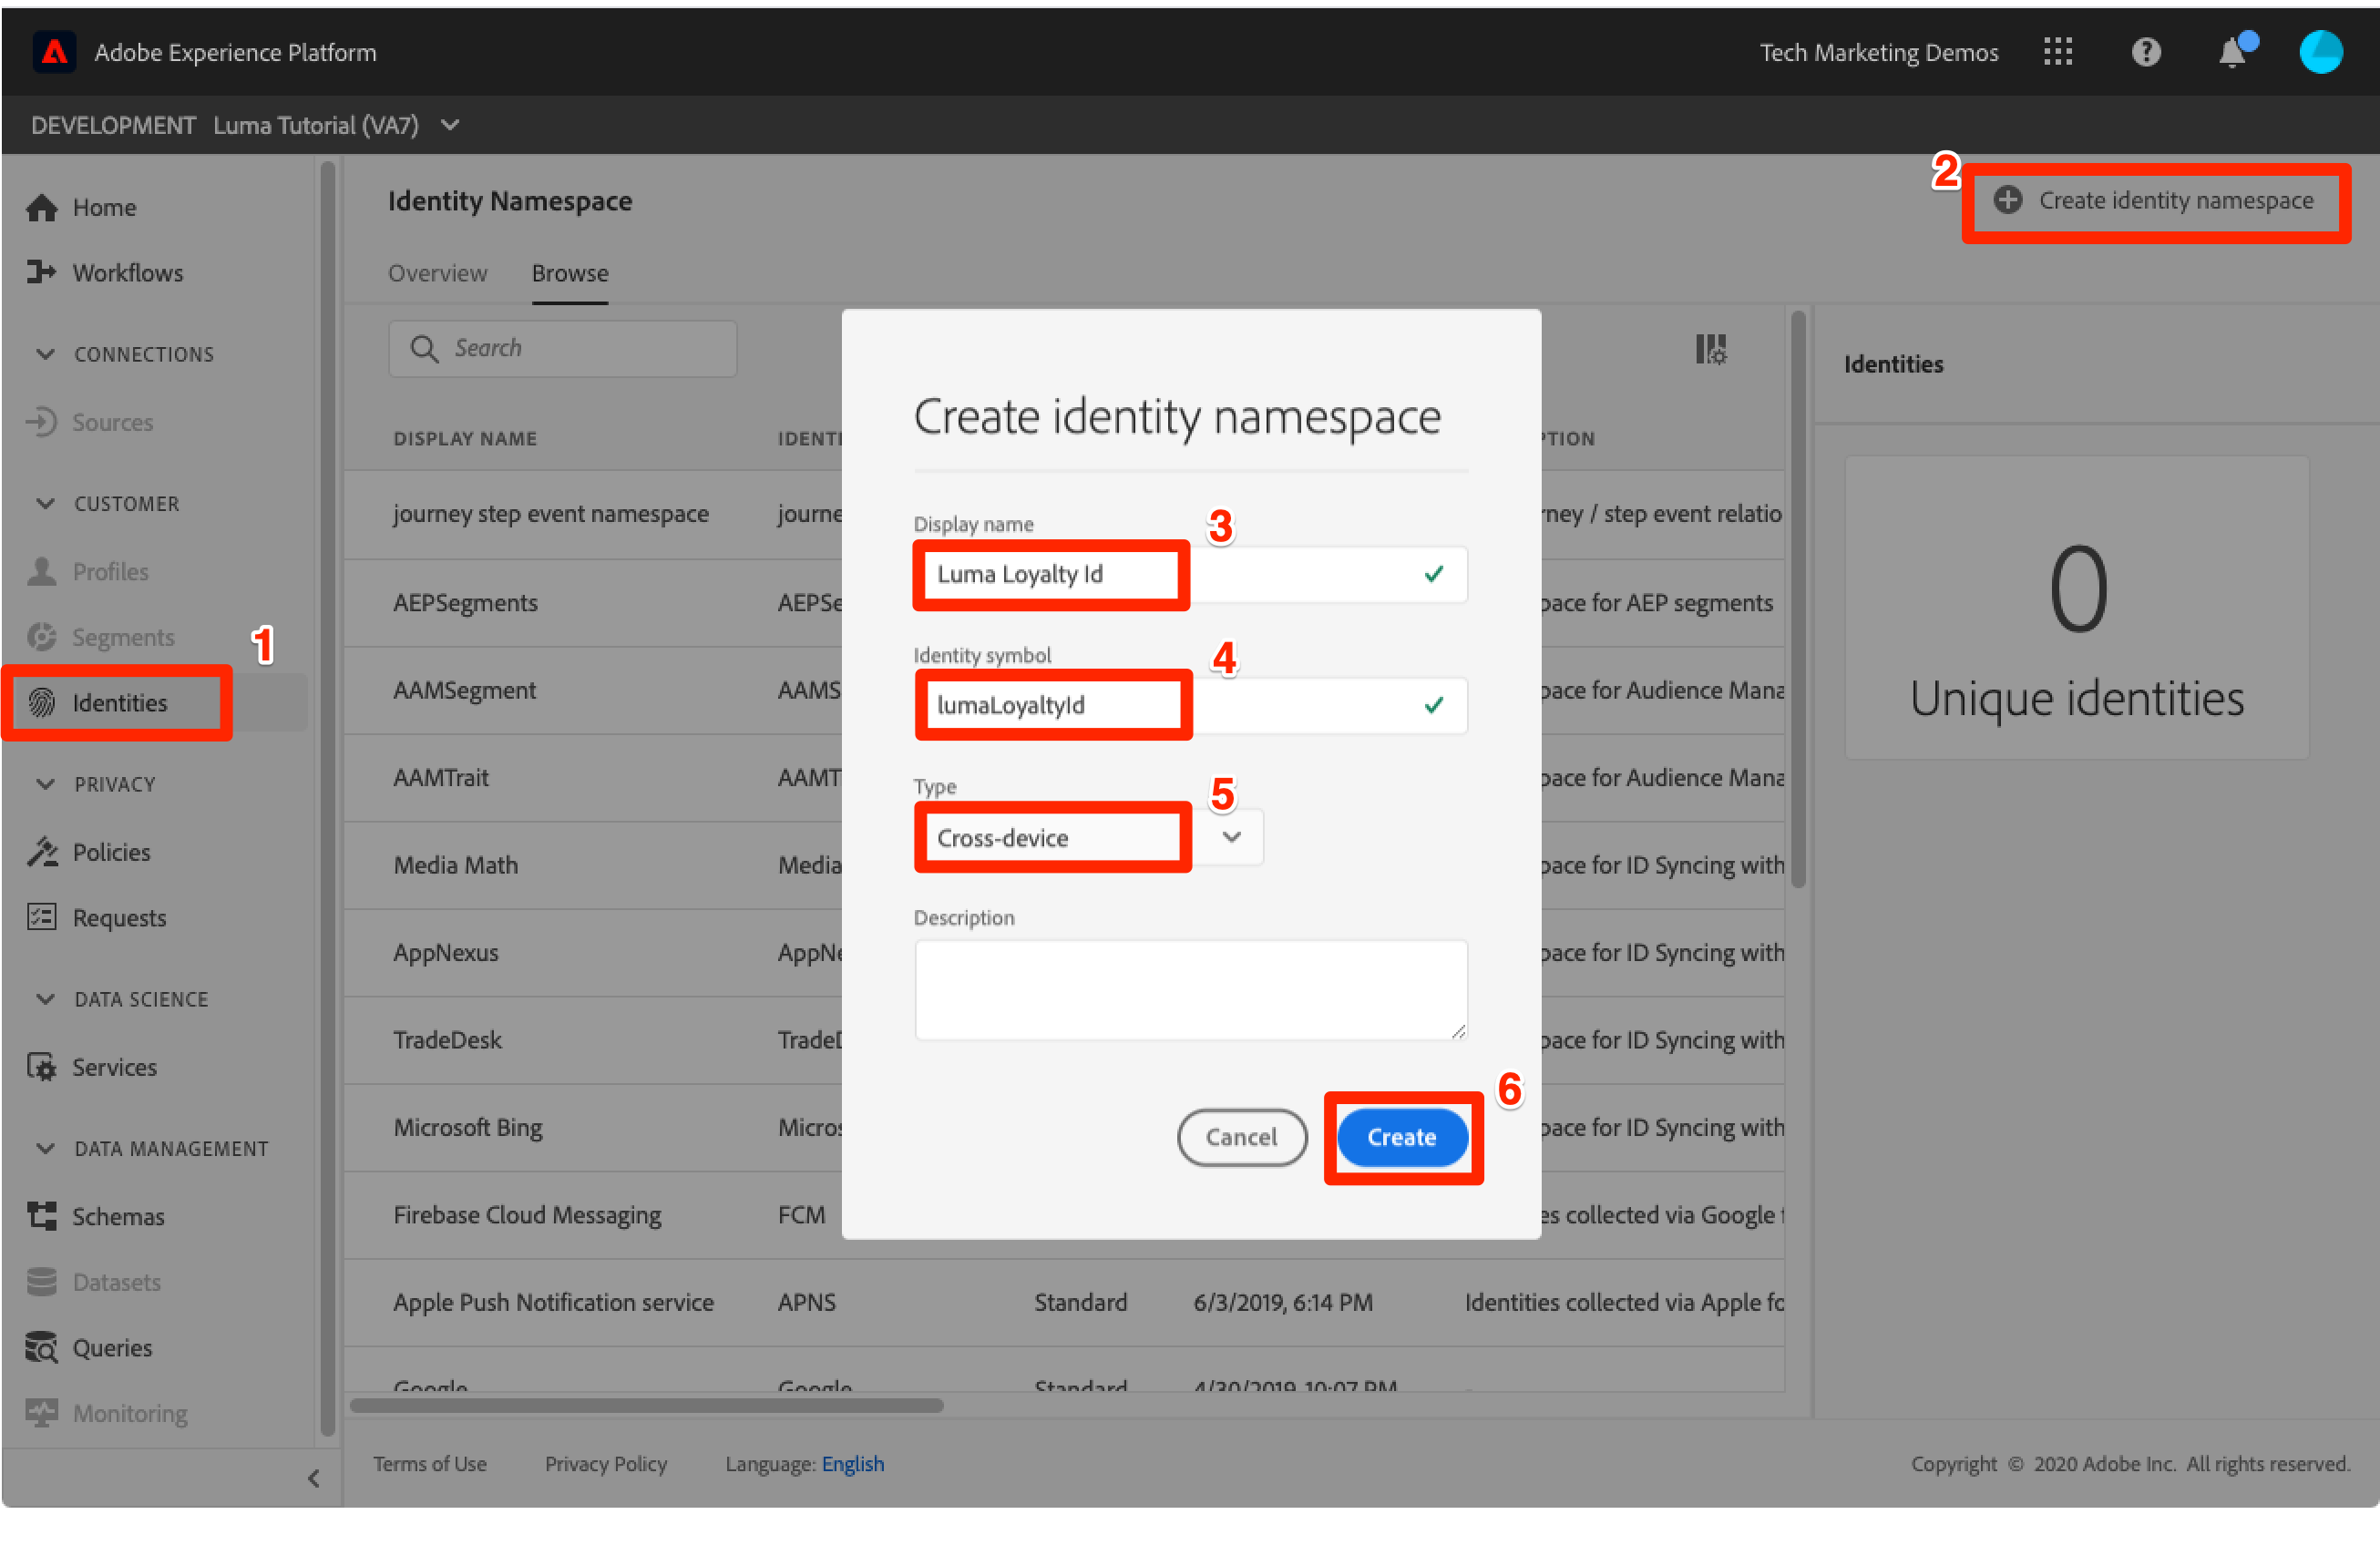 Adobe Experience Platform
Tech Marketing Demos
DEVELOPMENT Luma Tutorial (VA7)
Home
Workflows
CONNECTIONS
Sources
CUSTOMER
Profiles
Segments
1
Identities
PRIVACY
Policies
Requests
DATA SCIENCE
Services
DATA MANAGEMENT
Schemas
Datasets
Queries
Monitoring
Identity Namespace
2
Create identity namespace
Overview Browse
Search
DISPLAY NAME IDENTI PTION
journey step event namespace journe rney / step event relatio
AEPSegments AEPSe pace for AEP segments
AAMSegment AAMS pace for Audience Mana
AAMTrait AAMT pace for Audience Mana
Media Math Media pace for ID Syncing with
AppNexus AppNe pace for ID Syncing with
TradeDesk TradeD pace for ID Syncing with
Microsoft Bing Micros pace for ID Syncing with
Firebase Cloud Messaging FCM es collected via Google f
Apple Push Notification service APNS Standard 6/3/2019, 6:14 PM Identities collected via Apple fo
Google Google Standard 4/30/2019, 10:07 PM -
Create identity namespace
Display name 3
Luma Loyalty Id
Identity symbol 4
lumaLoyaltyId
Type 5
Cross-device
Description
Cancel Create 6
Identities
0
Unique identities
Terms of Use Privacy Policy Language: English
Copyright © 2020 Adobe Inc. All rights reserved.